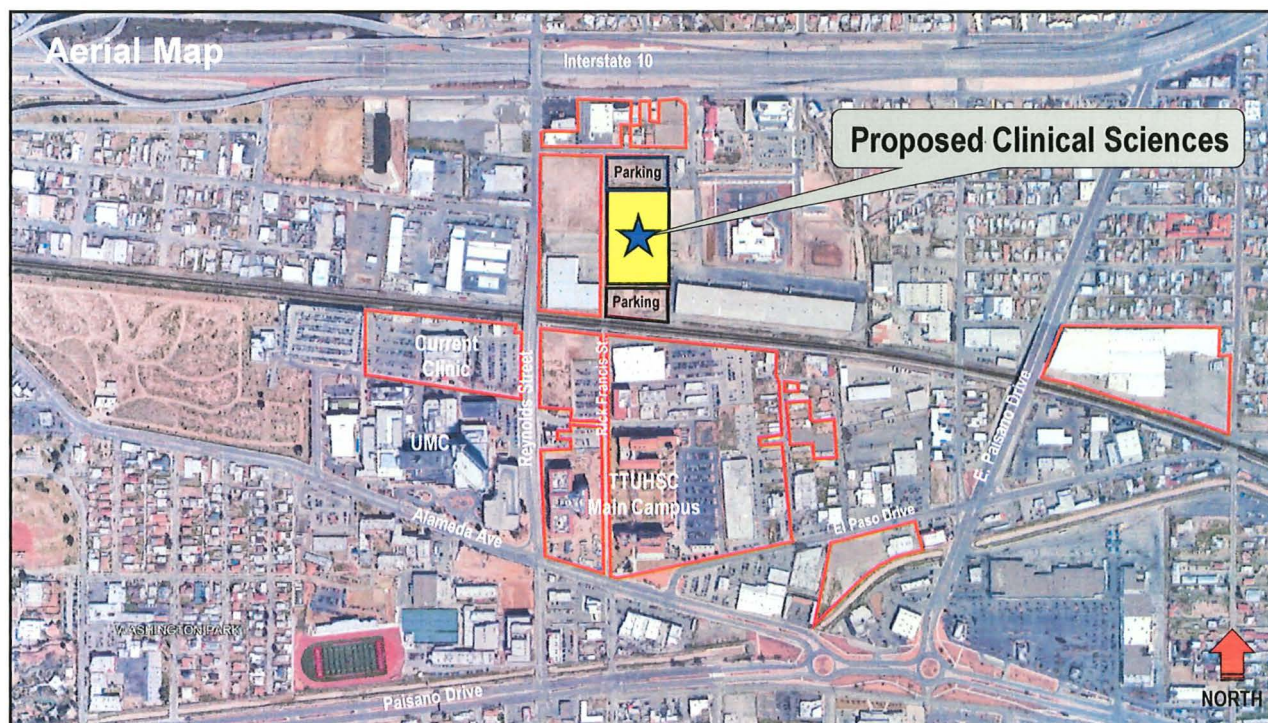 Aerial Map
Interstate 10
Proposed Clinical Sciences
Parking
Parking
Current
Clinic
Reynolds Street
Rick Francis St
UMC
TTUHSC
Main Campus
E. Paisano Drive
El Paso Drive
Alameda Ave
WASHINGTON PARK
Paisano Drive
NORTH